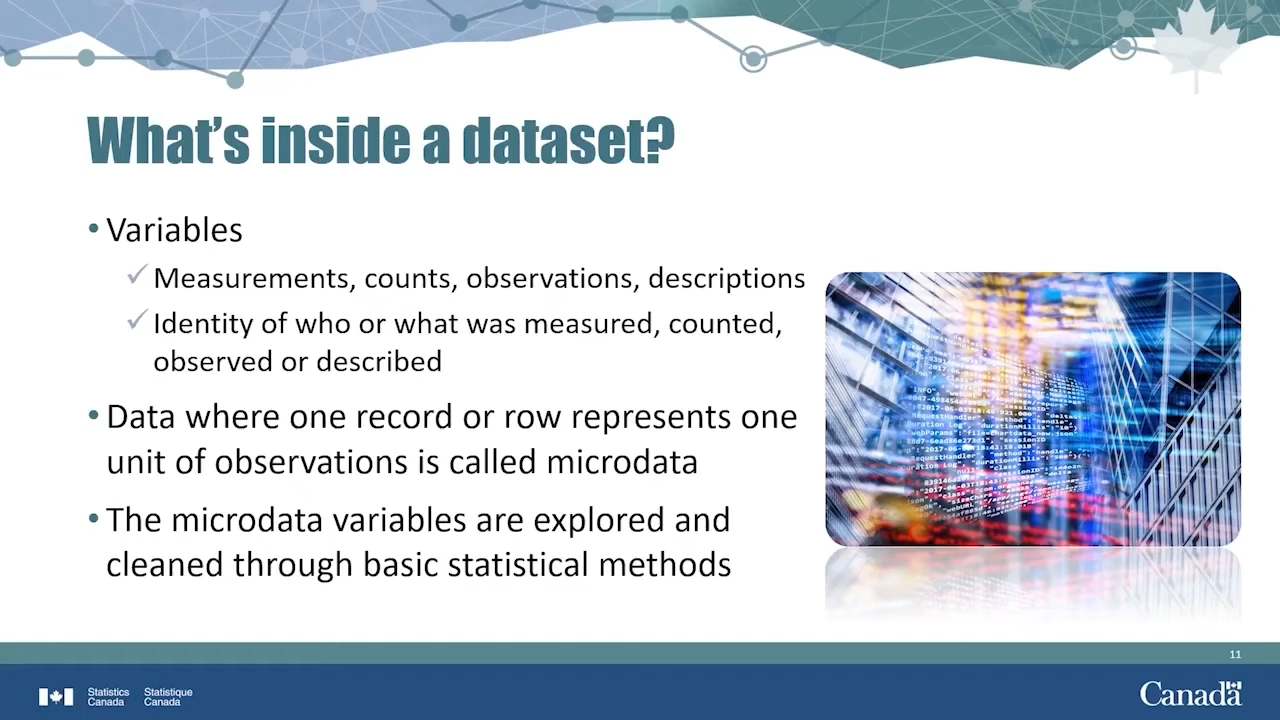 What's inside a dataset?
• Variables
✓ Measurements, counts, observations, descriptions
✓ Identity of who or what was measured, counted,
observed or described
• Data where one record or row represents one
unit of observations is called microdata
• The microdata variables are explored and
cleaned through basic statistical methods
11
Statistics Statistique
Canada Canada
Canada